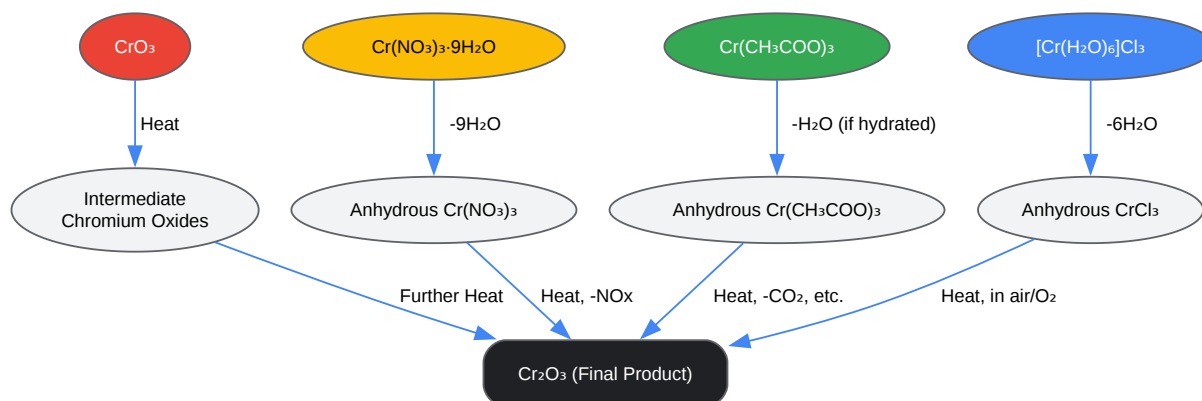 CrO₃
Cr(NO₃)₃·9H₂O
Cr(CH₃COO)₃
[Cr(H₂O)₆]Cl₃
Heat
-9H₂O
-H₂O (if hydrated)
-6H₂O
Intermediate
Chromium Oxides
Anhydrous Cr(NO₃)₃
Anhydrous Cr(CH₃COO)₃
Anhydrous CrCl₃
Further Heat
Heat, -NOx
Heat, -CO₂, etc.
Heat, in air/O₂
Cr₂O₃ (Final Product)